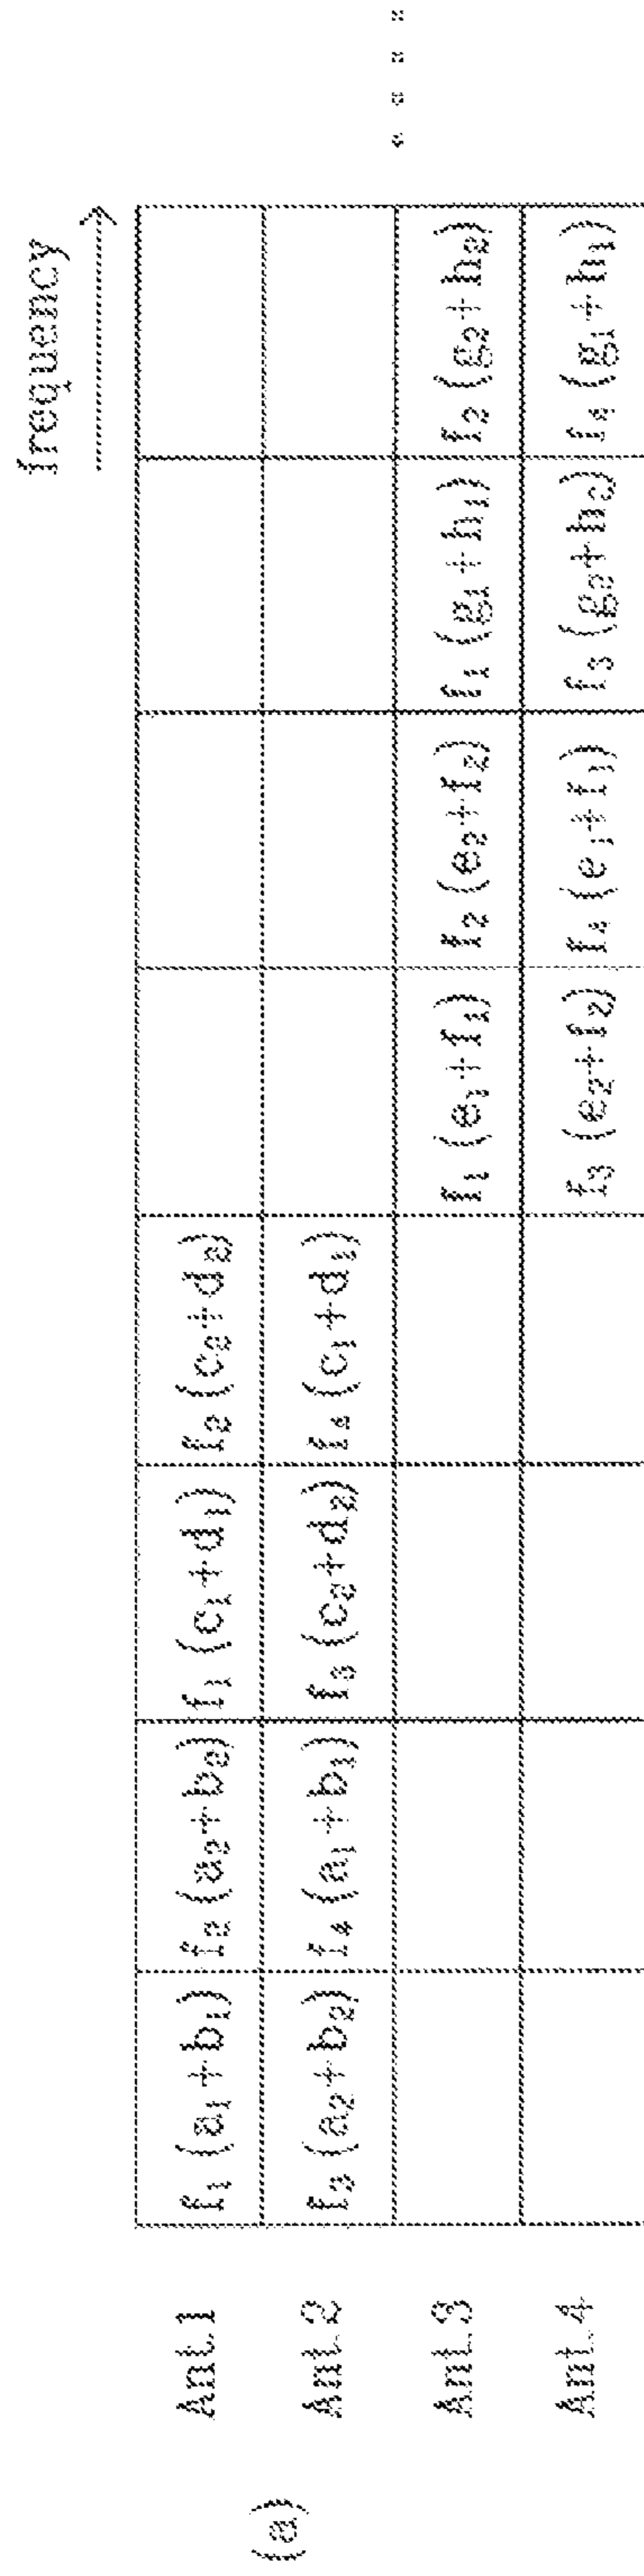 frequency
(a)
Ant.1 f₁ (a₁+b₁) f₂ (a₂+b₂) f₁ (c₁+d₁) f₂ (c₂+d₂)
Ant.2 f₃ (a₂+b₂) f₄ (a₁+b₁) f₃ (c₂+d₂) f₄ (c₁+d₁)
Ant.3 f₁ (e₁+f₁) f₂ (e₂+f₂) f₁ (g₁+h₁) f₂ (g₂+h₂)
Ant.4 f₃ (e₂+f₂) f₄ (e₁+f₁) f₃ (g₂+h₂) f₄ (g₁+h₁)